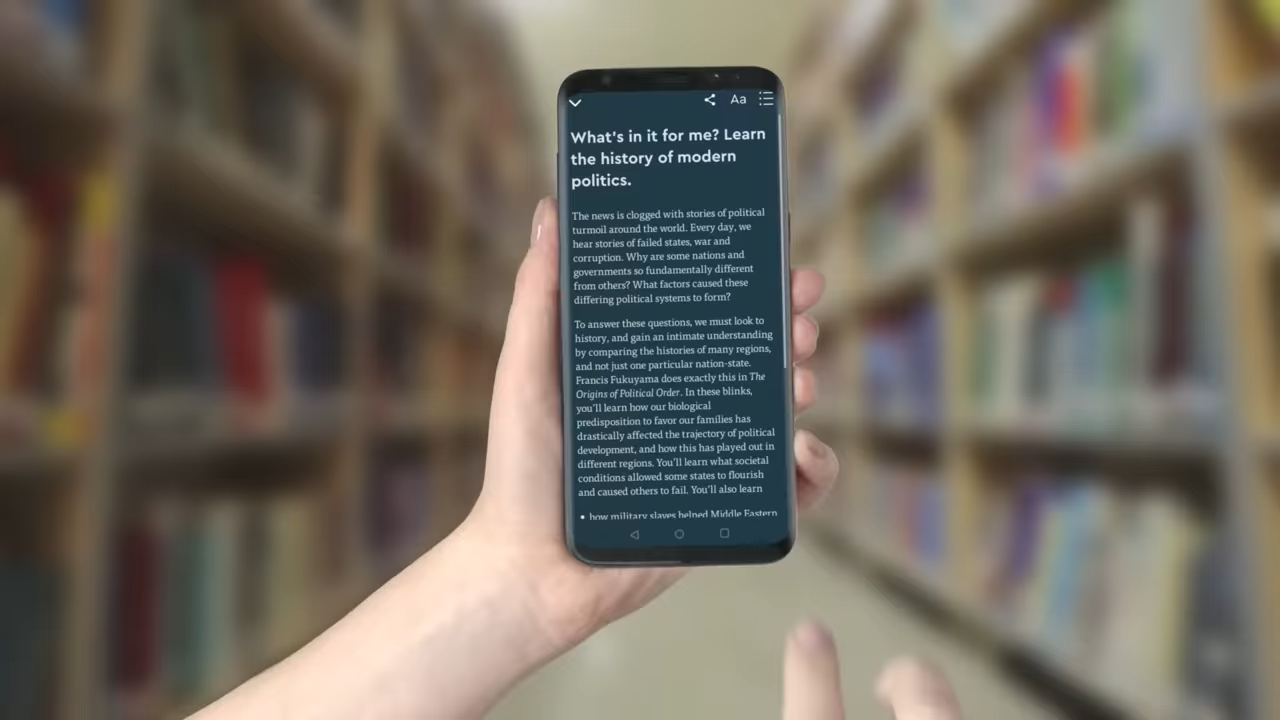 Aa
What's in it for me? Learn
the history of modern
politics.
The news is clogged with stories of political
turmoil around the world. Every day, we
hear stories of failed states, war and
corruption. Why are some nations and
governments so fundamentally different
from others? What factors caused these
differing political systems to form?
To answer these questions, we must look to
history, and gain an intimate understanding
by comparing the histories of many regions,
and not just one particular nation-state.
Francis Fukuyama does exactly this in The
Origins of Political Order. In these blinks,
you'll learn how our biological
predisposition to favor our families has
drastically affected the trajectory of political
development, and how this has played out in
different regions. You'll learn what societal
conditions allowed some states to flourish
and caused others to fail. You'll also learn
• how military slaves helped Middle Eastern